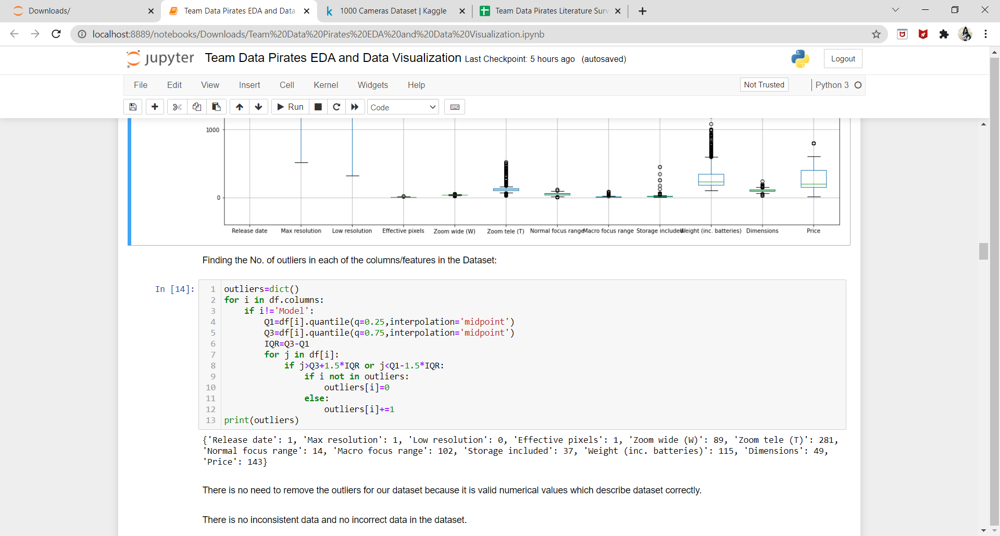 Downloads/
Team Data Pirates EDA and Data
1000 Cameras Dataset | Kaggle
Team Data Pirates Literature Surv
localhost:8889/notebooks/Downloads/Team%20Data%20Pirates%20EDA%20and%20Data%20Visualization.ipynb
jupyter Team Data Pirates EDA and Data Visualization Last Checkpoint: 5 hours ago (autosaved)
Logout
File Edit View Insert Cell Kernel Widgets Help
Not Trusted
Python 3
Run
Code
1000
0
Release date Max resolution Low resolution Effective pixels Zoom wide (W) Zoom tele (T) Normal focus range Macro focus range Storage included Weight (inc. batteries) Dimensions Price
Finding the No. of outliers in each of the columns/features in the Dataset:
In [14]:
1 outliers=dict()
2 for i in df.columns:
3     if i!='Model':
4         Q1=df[i].quantile(q=0.25,interpolation='midpoint')
5         Q3=df[i].quantile(q=0.75,interpolation='midpoint')
6         IQR=Q3-Q1
7         for j in df[i]:
8             if j>Q3+1.5*IQR or j<Q1-1.5*IQR:
9                 if i not in outliers:
10                     outliers[i]=0
11                 else:
12                     outliers[i]+=1
13 print(outliers)
{'Release date': 1, 'Max resolution': 1, 'Low resolution': 0, 'Effective pixels': 1, 'Zoom wide (W)': 89, 'Zoom tele (T)': 281,
'Normal focus range': 14, 'Macro focus range': 102, 'Storage included': 37, 'Weight (inc. batteries)': 115, 'Dimensions': 49,
'Price': 143}
There is no need to remove the outliers for our dataset because it is valid numerical values which describe dataset correctly.
There is no inconsistent data and no incorrect data in the dataset.